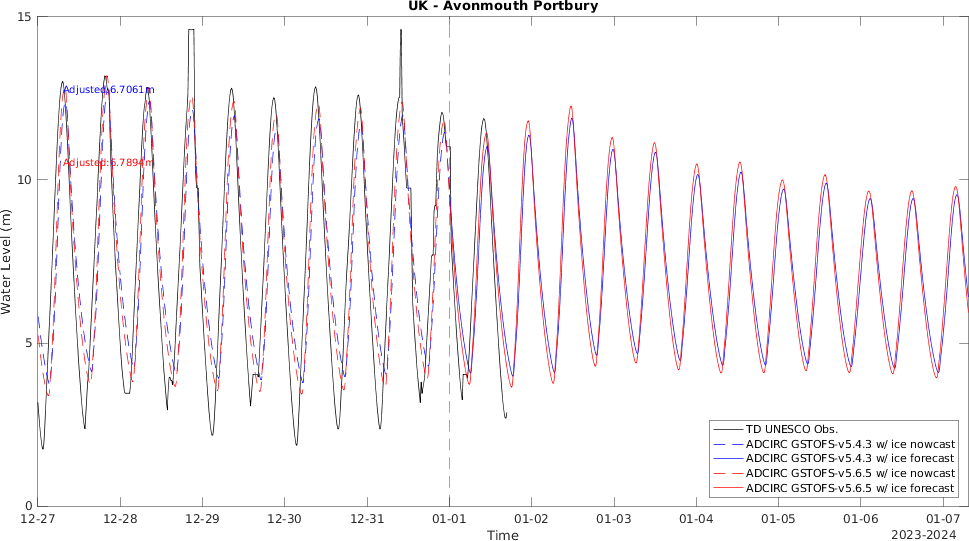 UK - Avonmouth Portbury
15
10
5
0
Water Level (m)
Adjusted:6.7061m
Adjusted:6.7894m
TD UNESCO Obs.
ADCIRC GSTOFS-v5.4.3 w/ ice nowcast
ADCIRC GSTOFS-v5.4.3 w/ ice forecast
ADCIRC GSTOFS-v5.6.5 w/ ice nowcast
ADCIRC GSTOFS-v5.6.5 w/ ice forecast
12-27 12-28 12-29 12-30 12-31 01-01 01-02 01-03 01-04 01-05 01-06 01-07
Time
2023-2024